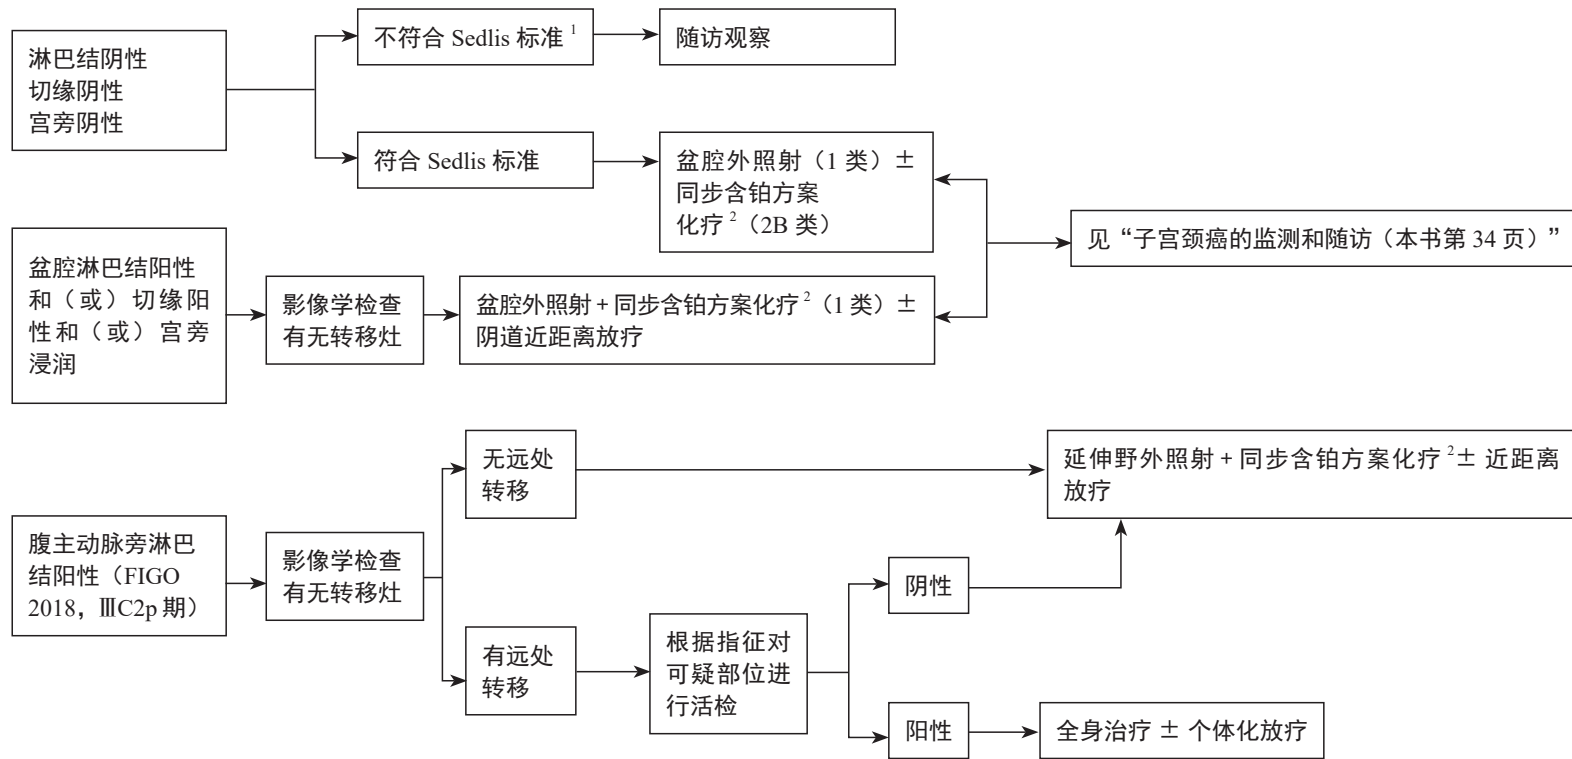 淋巴结阴性
切缘阴性
宫旁阴性
不符合 Sedlis 标准1
随访观察
符合 Sedlis 标准
盆腔外照射（1 类）±
同步含铂方案
化疗2（2B 类）
见“子宫颈癌的监测和随访（本书第 34 页）”
盆腔淋巴结阳性
和（或）切缘阳
性和（或）宫旁
浸润
影像学检查
有无转移灶
盆腔外照射 + 同步含铂方案化疗2（1 类）±
阴道近距离放疗
腹主动脉旁淋巴
结阳性（FIGO
2018，ⅢC2p 期）
影像学检查
有无转移灶
无远处
转移
延伸野外照射 + 同步含铂方案化疗2± 近距离
放疗
有远处
转移
根据指征对
可疑部位进
行活检
阴性
阳性
全身治疗 ± 个体化放疗